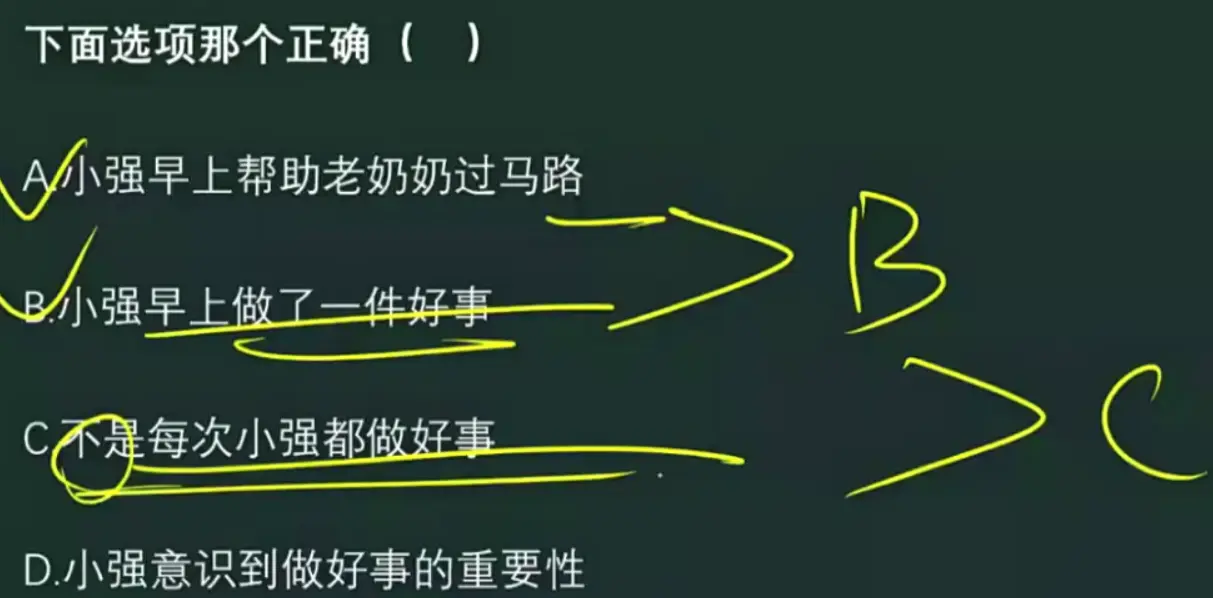 下面选项那个正确（ ）
A.小强早上帮助老奶奶过马路
B.小强早上做了一件好事
B
C.不是每次小强都做好事
C
D.小强意识到做好事的重要性